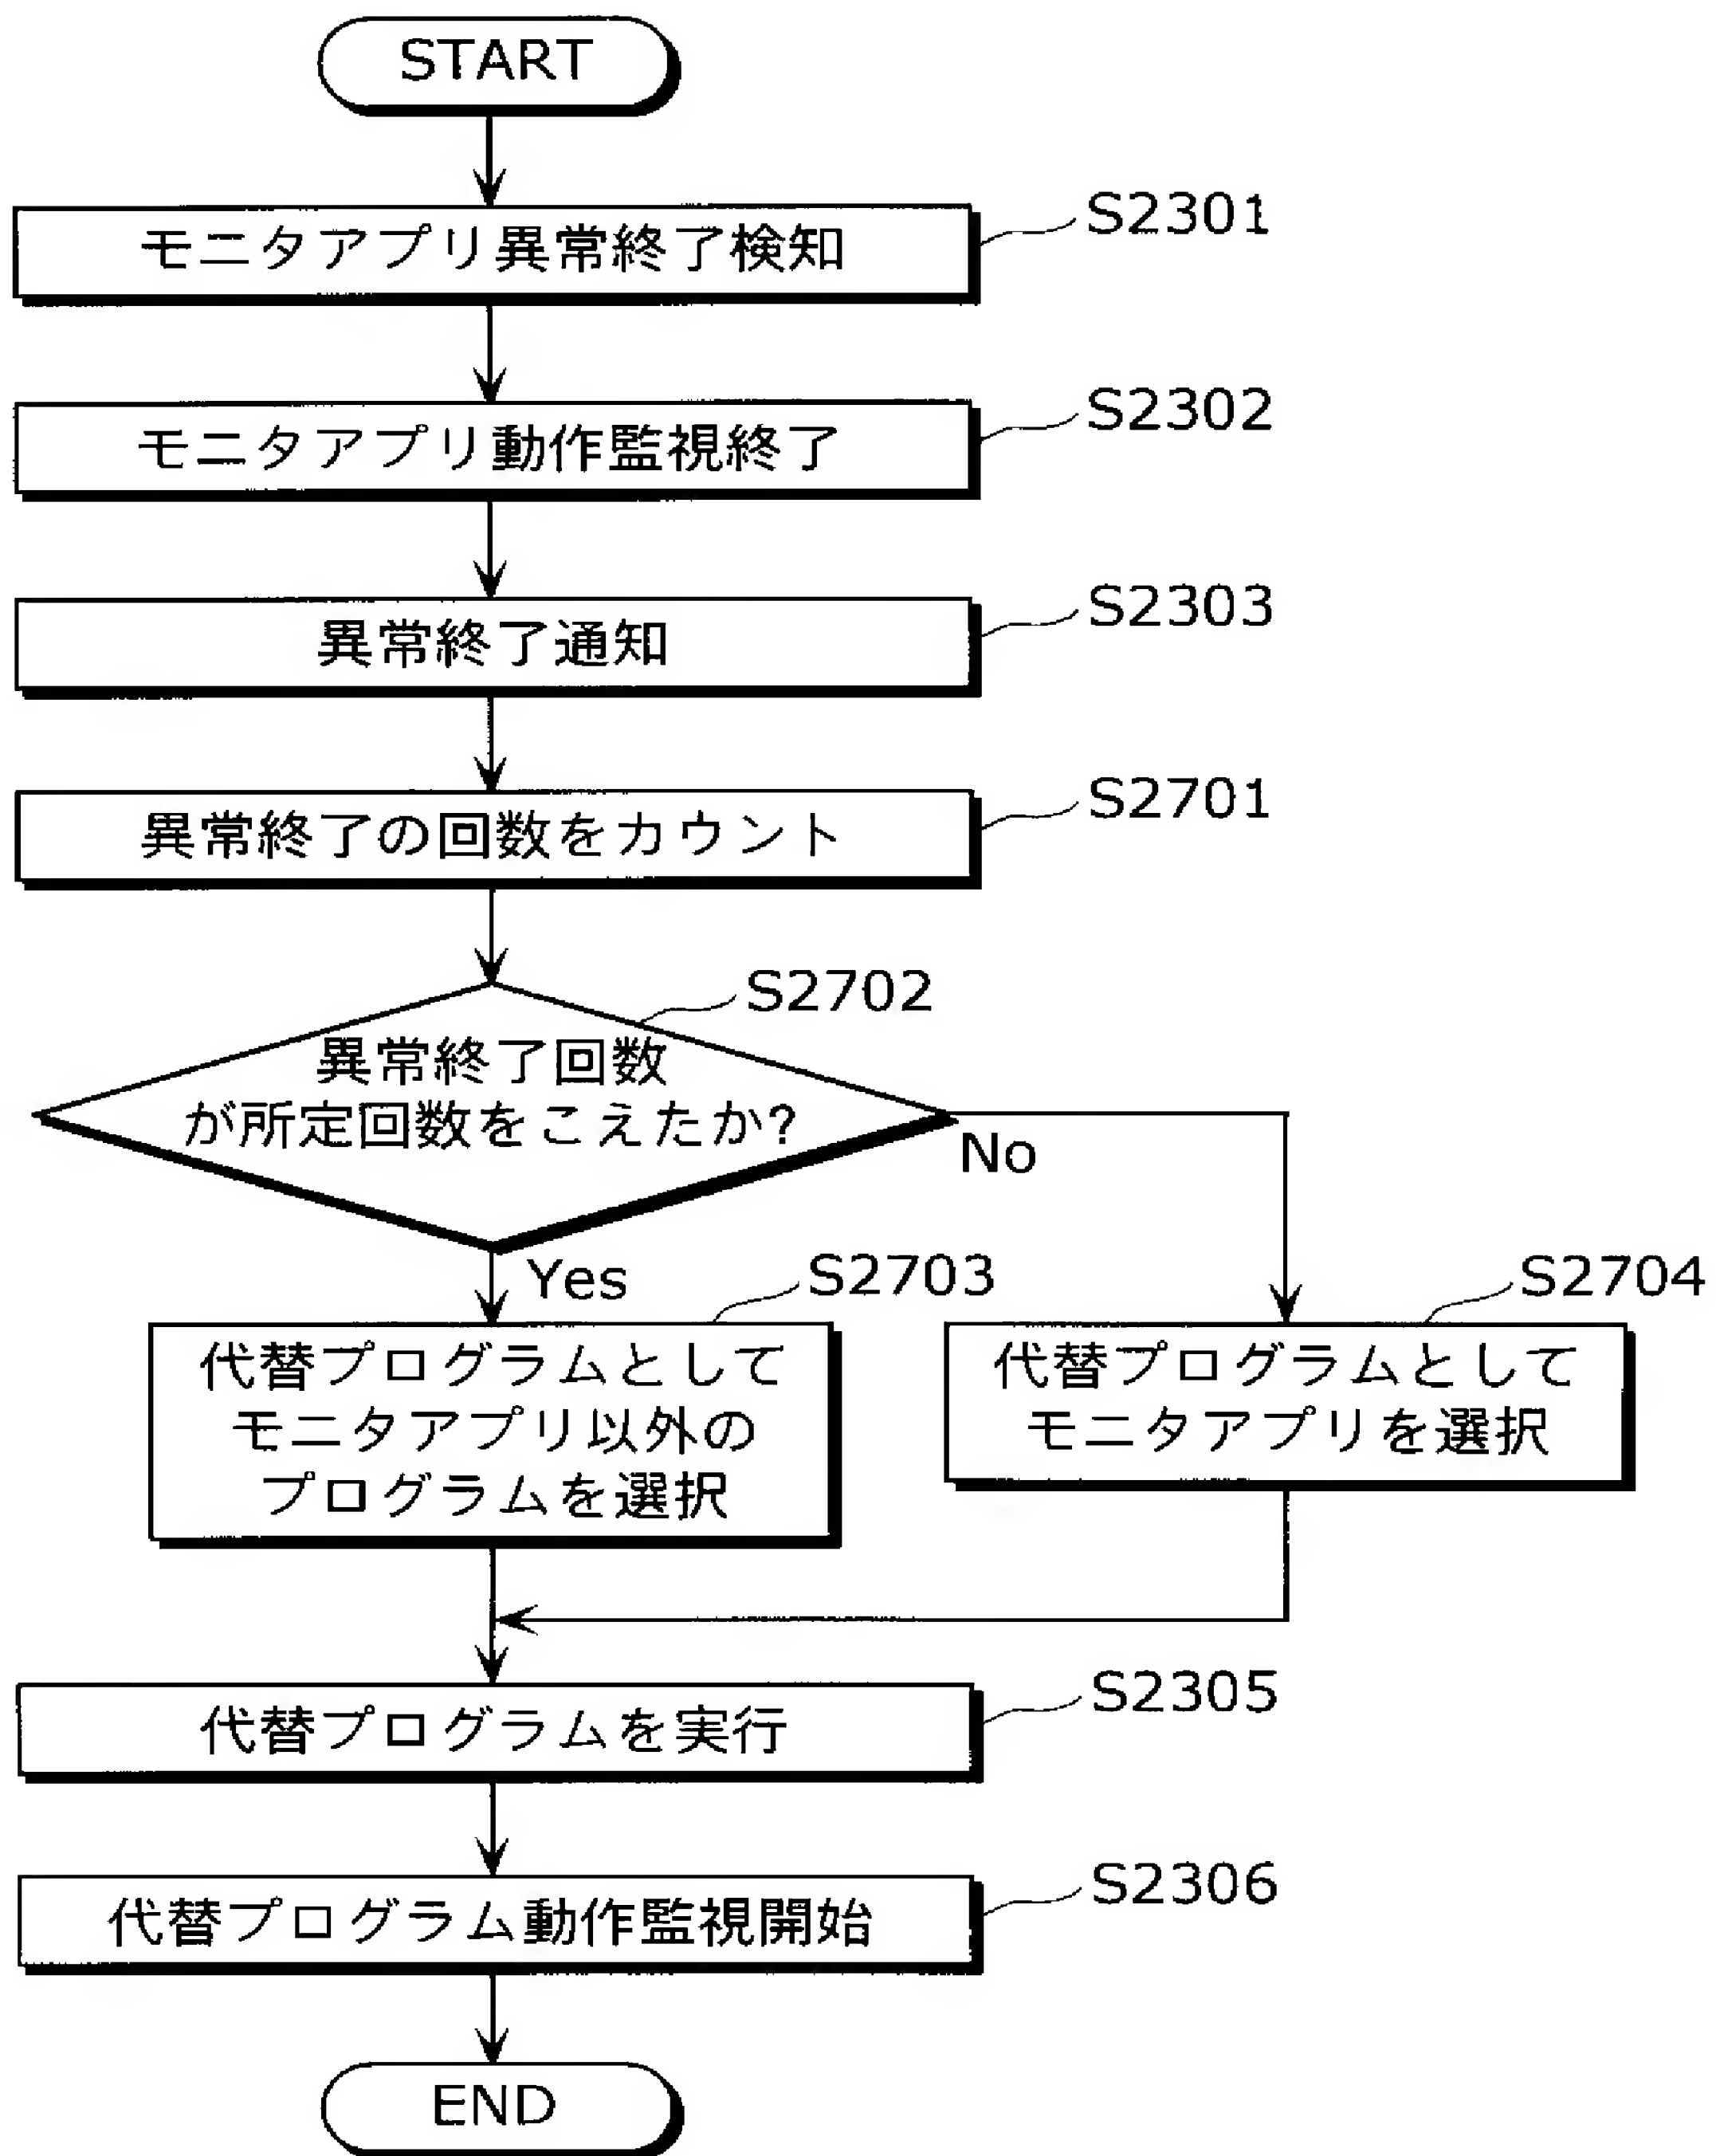 START
モニタアプリ異常終了検知
S2301
モニタアプリ動作監視終了
S2302
異常終了通知
S2303
異常終了の回数をカウント
S2701
S2702
異常終了回数
が所定回数をこえたか?
No
Yes
S2703
代替プログラムとして
モニタアプリ以外の
プログラムを選択
S2704
代替プログラムとして
モニタアプリを選択
代替プログラムを実行
S2305
代替プログラム動作監視開始
S2306
END